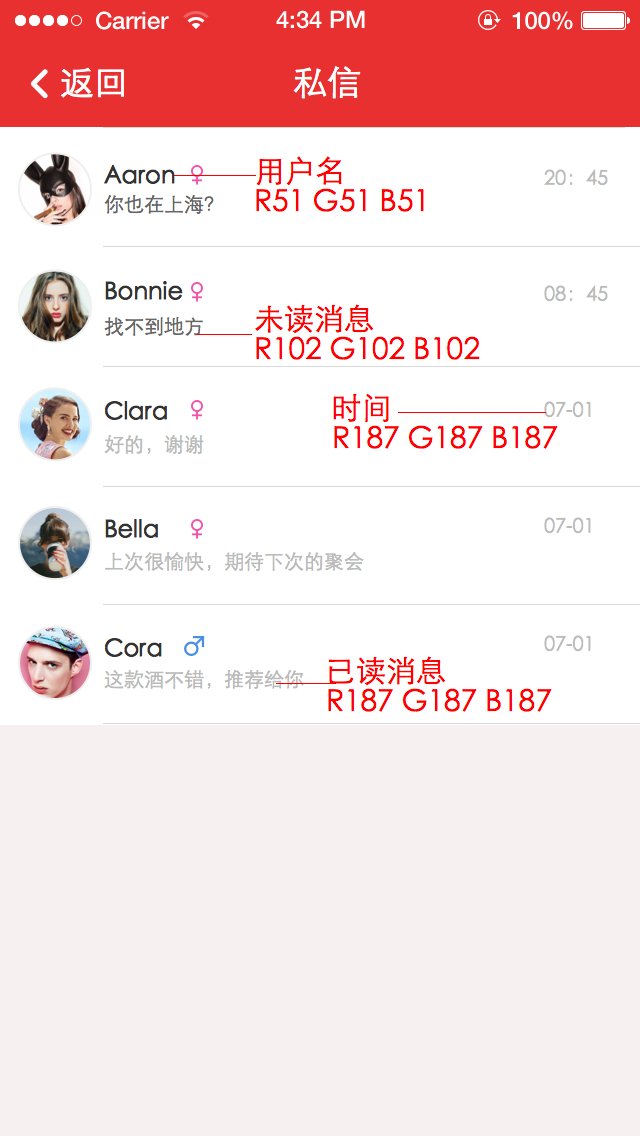 Carrier 4:34 PM 100%
返回 私信
Aaron 用户名 20：45
你也在上海? R51 G51 B51
Bonnie 08：45
找不到地方 未读消息
R102 G102 B102
Clara 时间 07-01
好的，谢谢 R187 G187 B187
Bella 07-01
上次很愉快，期待下次的聚会
Cora 07-01
这款酒不错，推荐给你 已读消息
R187 G187 B187